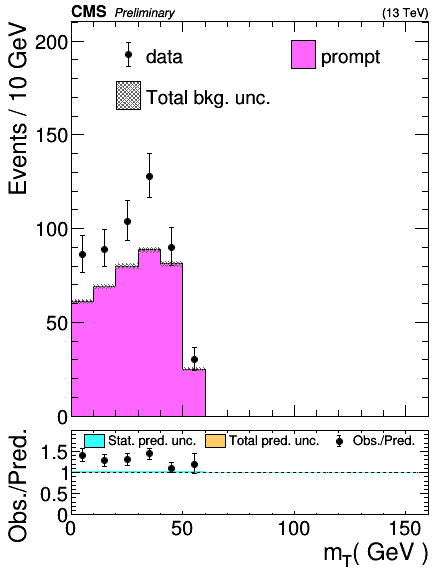 CMS Preliminary (13 TeV)
Events / 10 GeV
200
150
100
50
0
data
prompt
Total bkg. unc.
Obs./Pred.
1.5
1
0.5
0
Stat. pred. unc.
Total pred. unc.
Obs./Pred.
0 50 100 150
m_T( GeV )